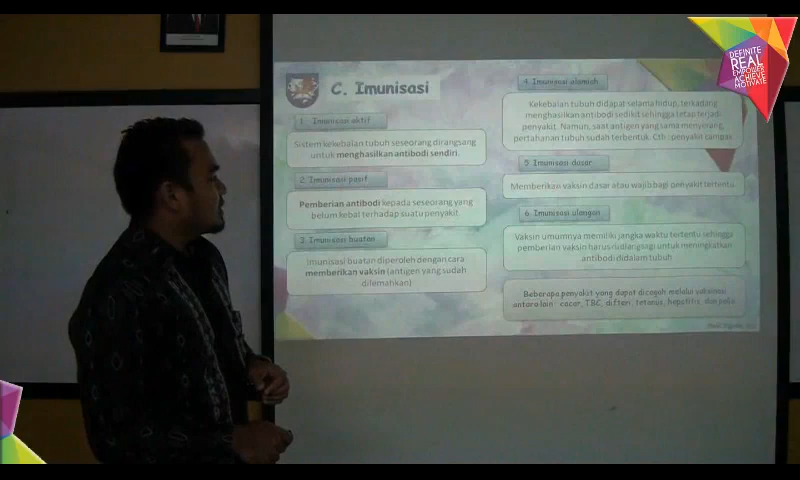 C. Imunisasi
1. Imunisasi aktif
Sistem kekebalan tubuh seseorang dirangsang
untuk menghasilkan antibodi sendiri.
2. Imunisasi pasif
Pemberian antibodi kepada seseorang yang
belum kebal terhadap suatu penyakit.
3. Imunisasi buatan
Imunisasi buatan diperoleh dengan cara
memberikan vaksin (antigen yang sudah
dilemahkan)
4. Imunisasi alamiah
Kekebalan tubuh didapat selama hidup, terkadang
menghasilkan antibodi sedikit sehingga tetap terjadi
penyakit. Namun, saat antigen yang sama menyerang,
pertahanan tubuh sudah terbentuk. Cth : penyakit campak
5. Imunisasi dasar
Memberikan vaksin dasar atau wajib bagi penyakit tertentu.
6. Imunisasi ulangan
Vaksin umumnya memiliki jangka waktu tertentu sehingga
pemberian vaksin harus diulang lagi untuk meningkatkan
antibodi didalam tubuh
Beberapa penyakit yang dapat dicegah melalui vaksinasi
antara lain : cacar, TBC, difteri, tetanus, hepatitis, dan polio
DEFINITE
REAL
EMPOWER
ACHIEVE
MOTIVATE